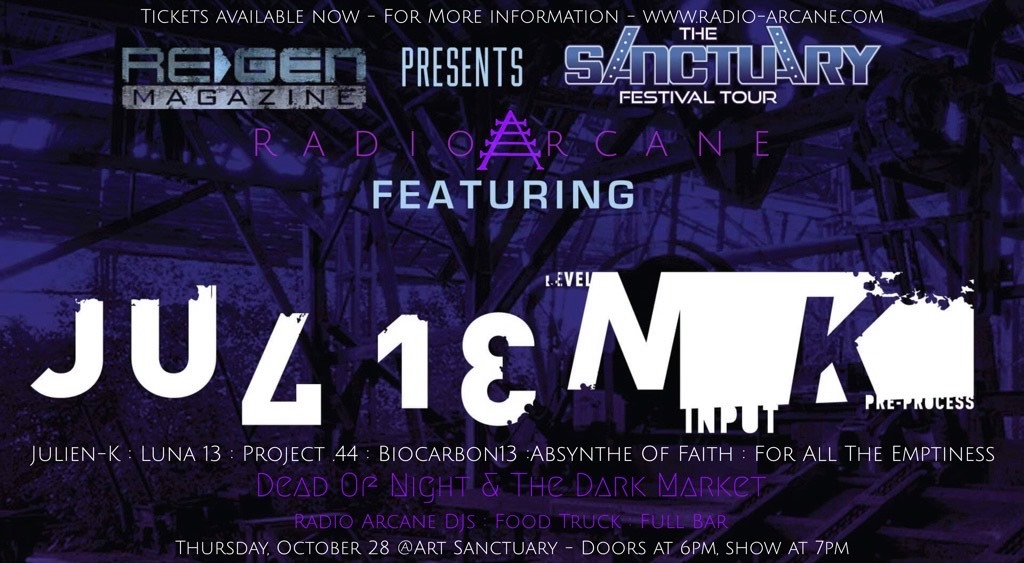 Tickets available now - For More information - www.radio-arcane.com
RE:GEN
MAGAZINE
PRESENTS
THE
SANCTUARY
FESTIVAL TOUR
Radio Arcane
FEATURING
LEVEL
JUL13N K
INPUT
PRE-PROCESS
Julien-K : Luna 13 : Project .44 : Biocarbon13 :Absynthe Of Faith : For All The Emptiness
Dead Of Night & The Dark Market
Radio Arcane DJs : Food Truck : Full Bar
Thursday, October 28 @Art Sanctuary - Doors at 6pm, show at 7pm